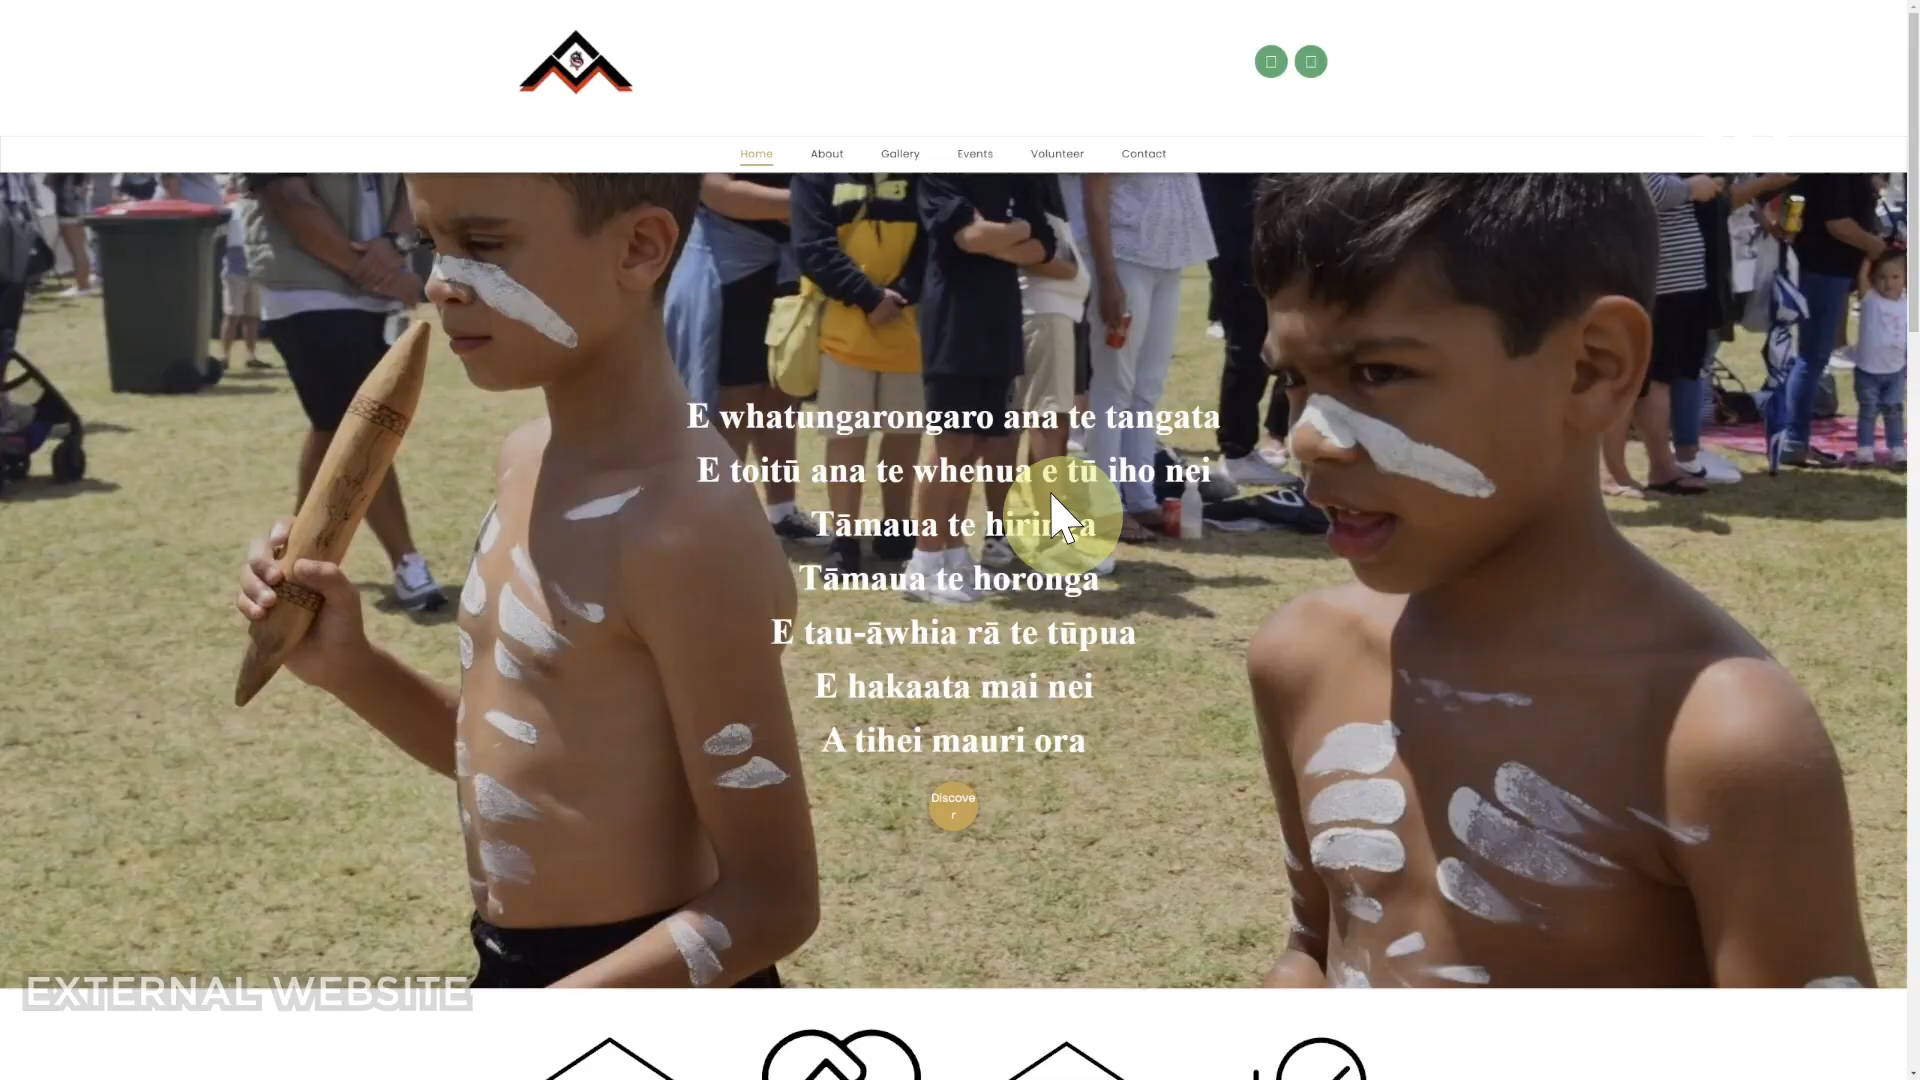 Home About Gallery Events Volunteer Contact
E whatungarongaro ana te tangata
E toitū ana te whenua e tū iho nei
Tāmaua te hiringa
Tāmaua te horonga
E tau-āwhia rā te tūpua
E hakaata mai nei
A tihei mauri ora
Discove
r
EXTERNAL WEBSITE